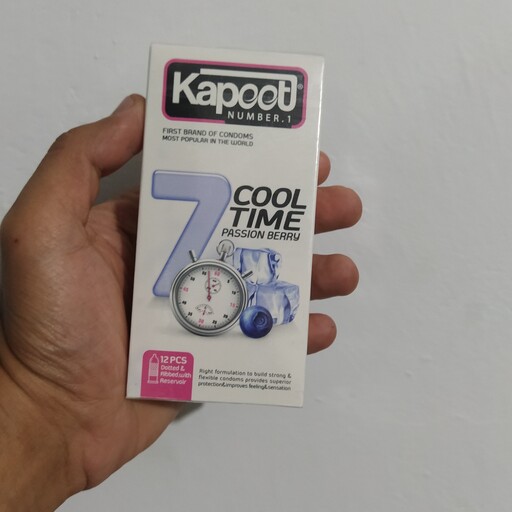 Kapoot®
NUMBER.1
FIRST BRAND OF CONDOMS
MOST POPULAR IN THE WORLD
7
COOL
TIME
PASSION BERRY
12 PCS
Dotted &
Ribbed with
Reservoir
Right formulation to build strong &
flexible condoms provides superior
protection&improves feeling&sensation